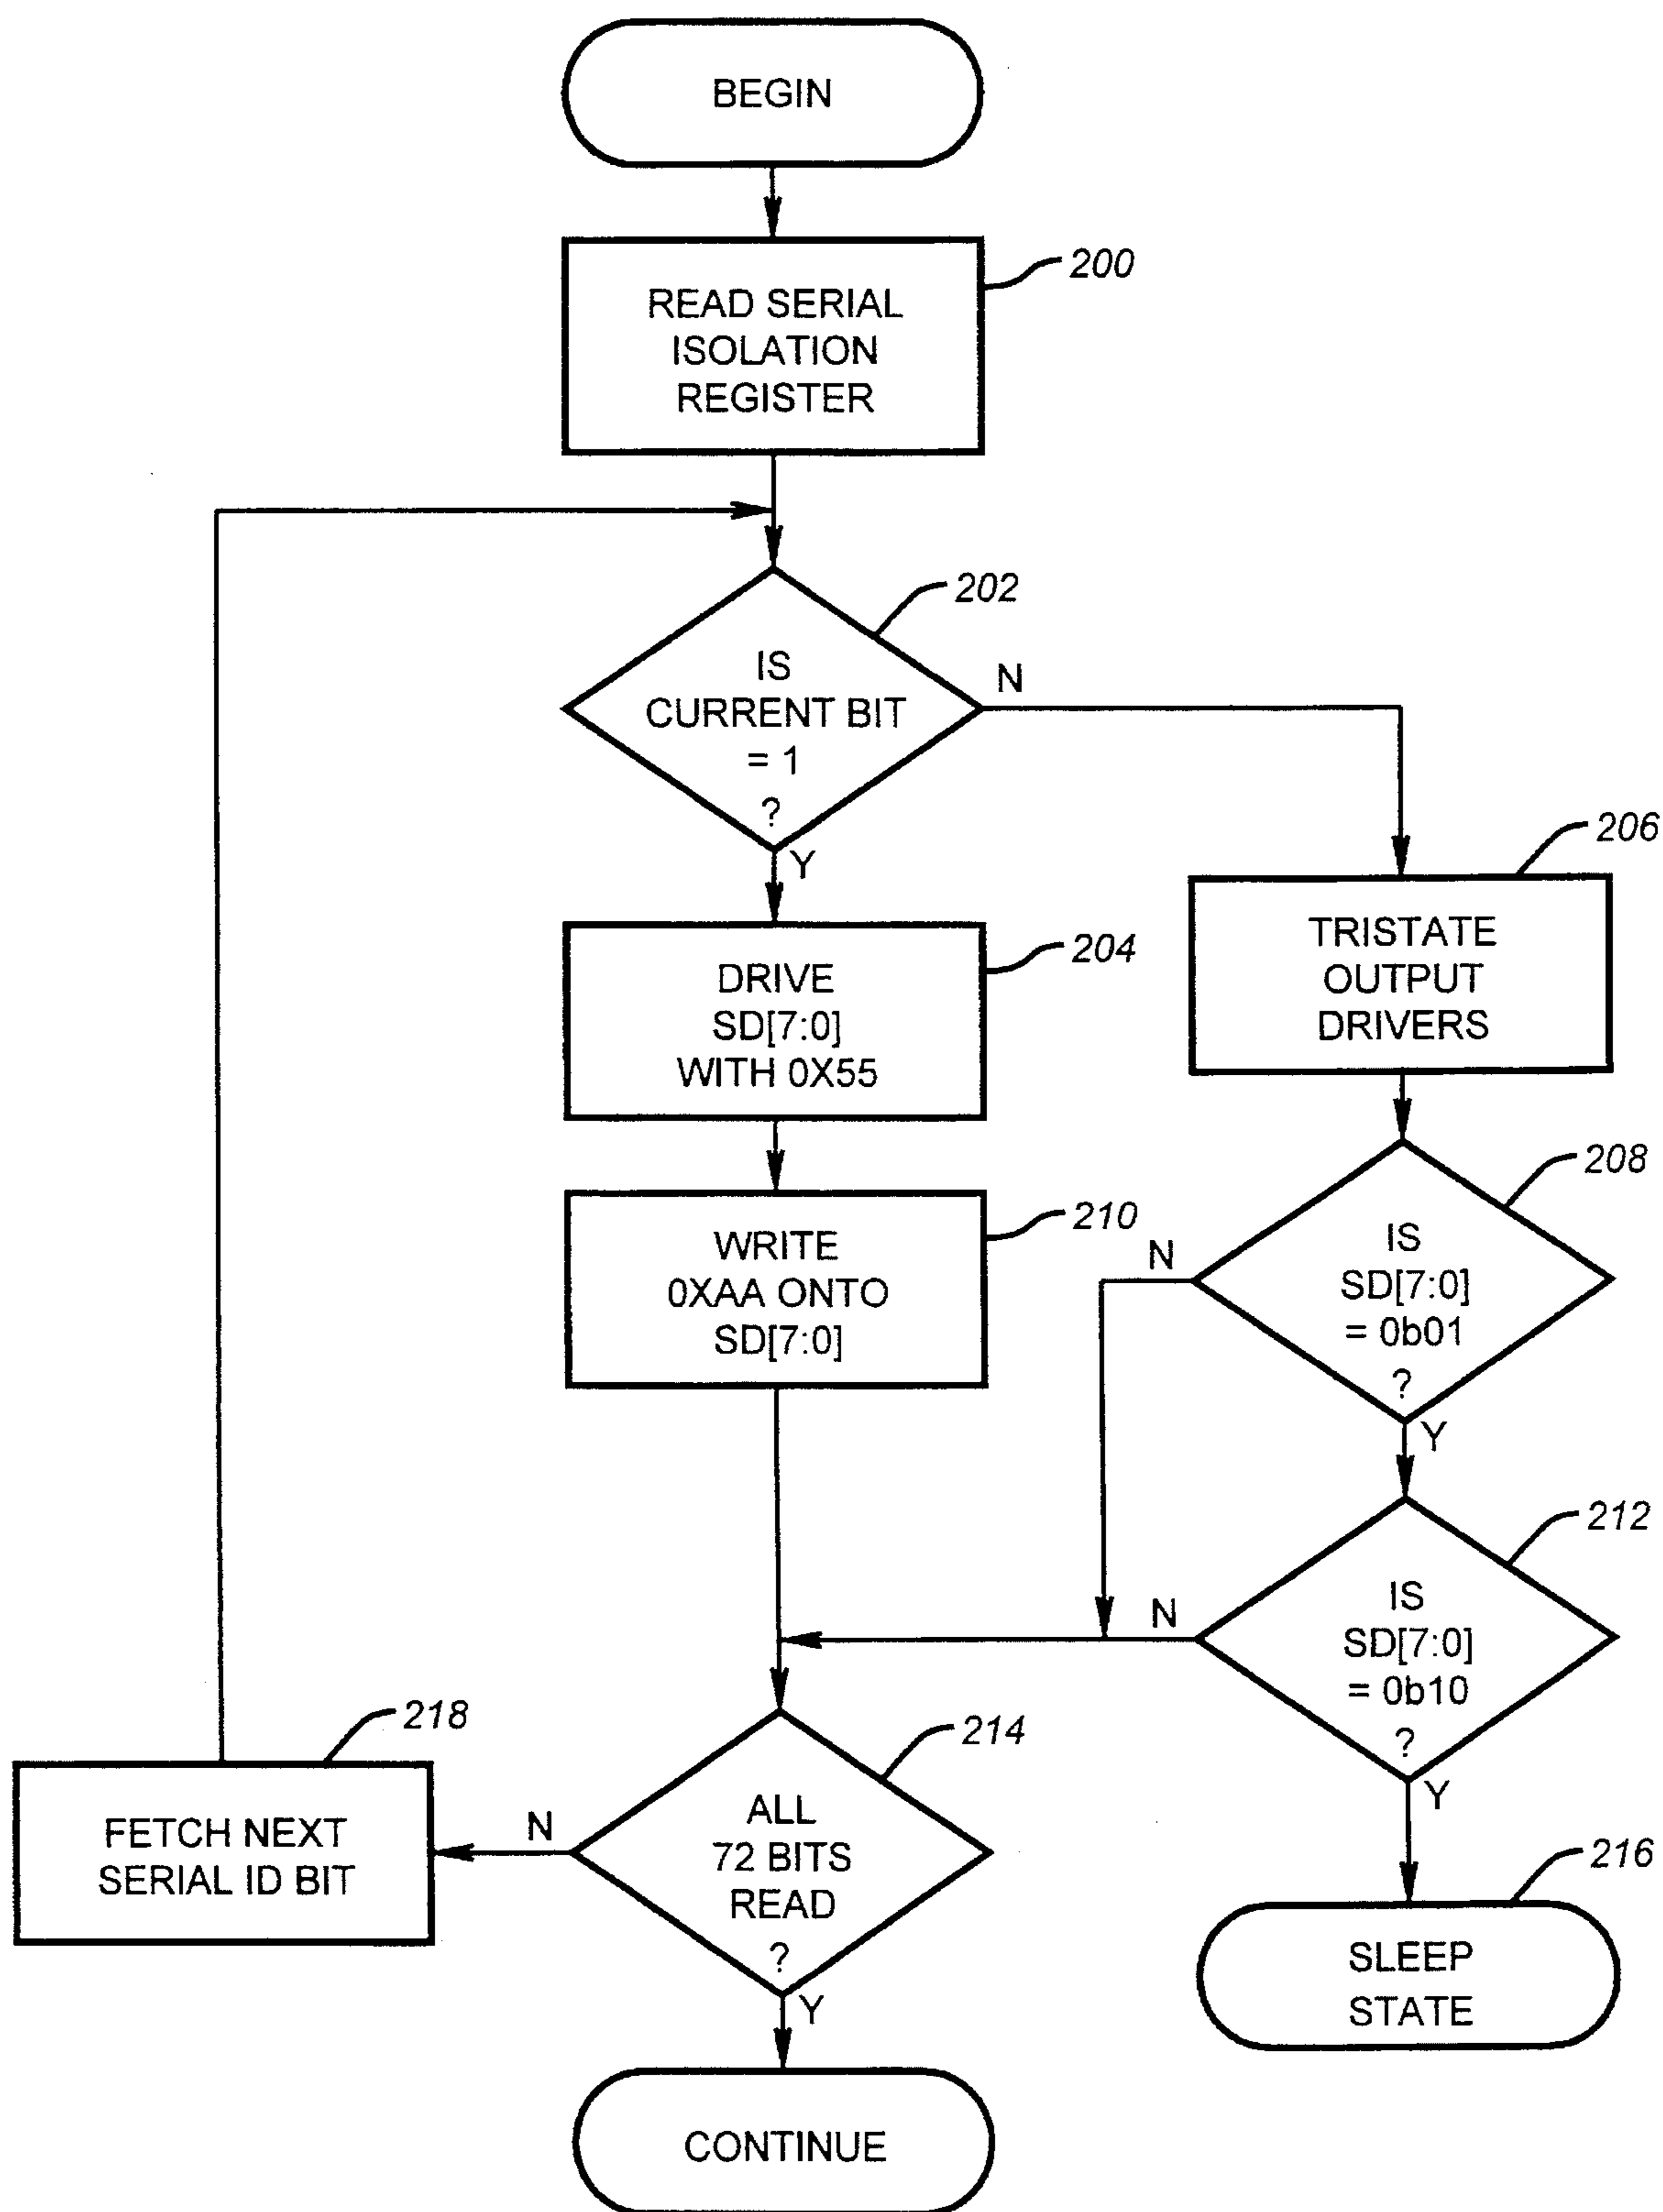 BEGIN
200
READ SERIAL
ISOLATION
REGISTER
202
IS
CURRENT BIT
= 1
?
N
Y
206
TRISTATE
OUTPUT
DRIVERS
204
DRIVE
SD[7:0]
WITH 0X55
208
IS
SD[7:0]
= 0b01
?
N
Y
210
WRITE
0XAA ONTO
SD[7:0]
212
IS
SD[7:0]
= 0b10
?
N
Y
214
ALL
72 BITS
READ
?
N
Y
218
FETCH NEXT
SERIAL ID BIT
216
SLEEP
STATE
CONTINUE